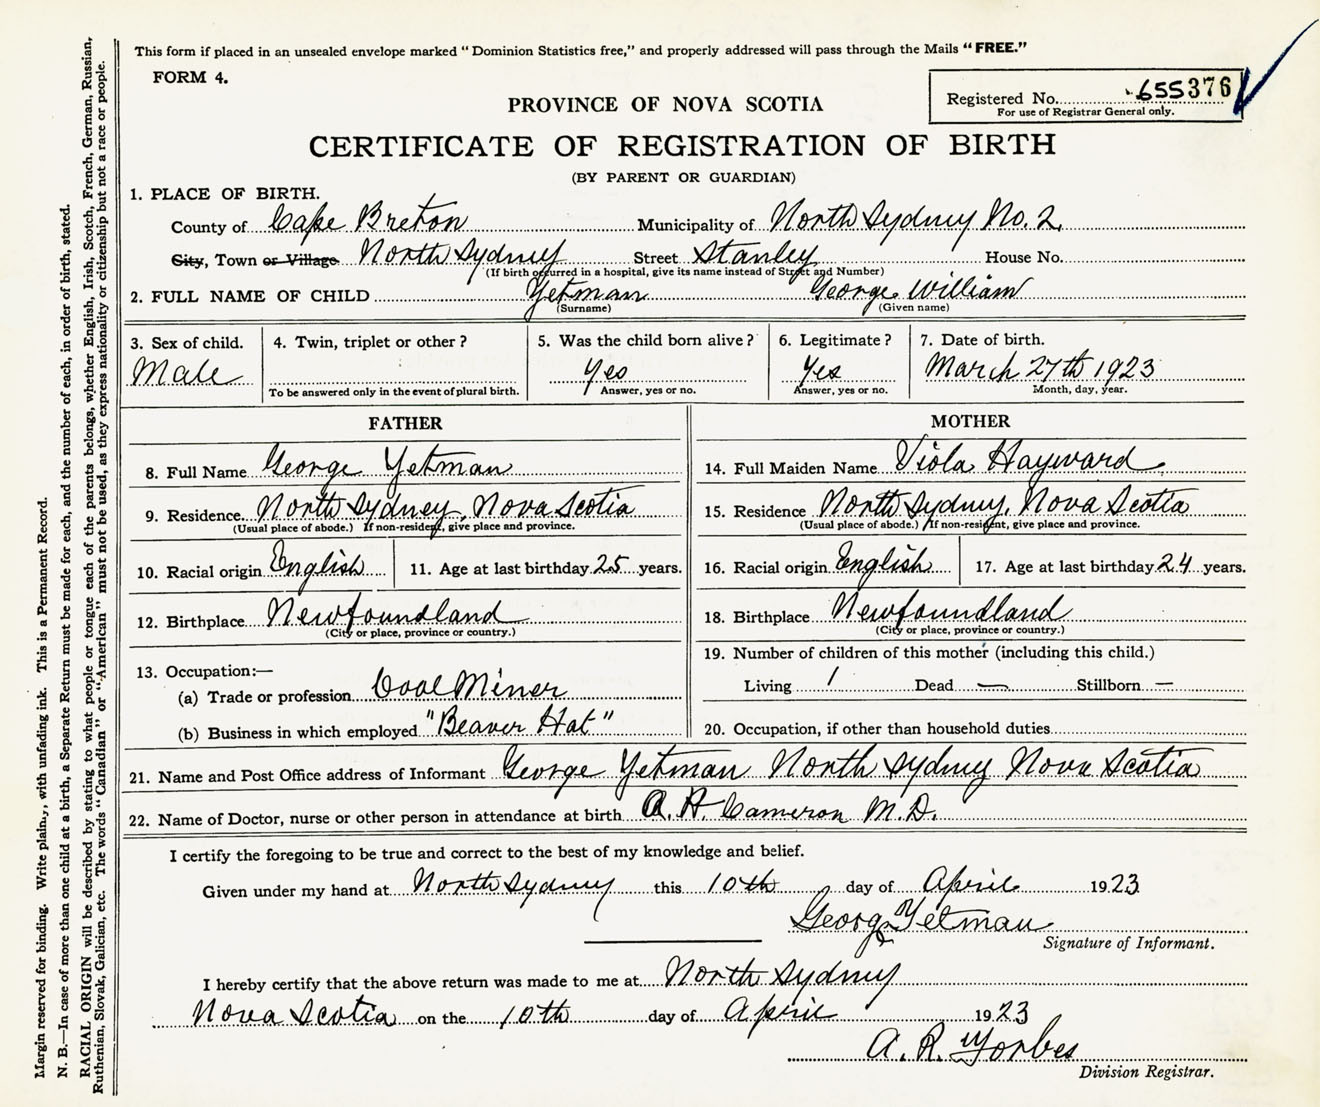 This form if placed in an unsealed envelope marked "Dominion Statistics free," and properly addressed will pass through the Mails "FREE."
FORM 4.
Registered No. 655376
For use of Registrar General only.
PROVINCE OF NOVA SCOTIA
CERTIFICATE OF REGISTRATION OF BIRTH
(BY PARENT OR GUARDIAN)
1. PLACE OF BIRTH.
County of Cape Breton Municipality of North Sydney No. 2.
City, Town or Village North Sydney Street Stanley House No.
(If birth occurred in a hospital, give its name instead of Street and Number)
2. FULL NAME OF CHILD Yetman George William
(Surname) (Given name)
3. Sex of child. 4. Twin, triplet or other? 5. Was the child born alive? 6. Legitimate? 7. Date of birth.
Male Yes Yes March 27th 1923
To be answered only in the event of plural birth. Answer, yes or no. Answer, yes or no. Month, day, year.
FATHER
8. Full Name George Yetman
9. Residence. North Sydney, Nova Scotia
(Usual place of abode.) If non-resident, give place and province.
10. Racial origin English 11. Age at last birthday 25 years.
12. Birthplace Newfoundland
(City or place, province or country.)
13. Occupation:—
(a) Trade or profession Coal Miner
(b) Business in which employed "Beaver Hat"
MOTHER
14. Full Maiden Name Viola Hayward.
15. Residence North Sydney, Nova Scotia
(Usual place of abode.) If non-resident, give place and province.
16. Racial origin English 17. Age at last birthday 24 years.
18. Birthplace Newfoundland
(City or place, province or country.)
19. Number of children of this mother (including this child.)
Living 1 Dead — Stillborn —
20. Occupation, if other than household duties
21. Name and Post Office address of Informant George Yetman North Sydney Nova Scotia
22. Name of Doctor, nurse or other person in attendance at birth A. H. Cameron M.D.
I certify the foregoing to be true and correct to the best of my knowledge and belief.
Given under my hand at North Sydney this 10th day of April 1923
George Yetman
Signature of Informant.
I hereby certify that the above return was made to me at North Sydney
Nova Scotia on the 10th day of April 1923
A. R. Forbes
Division Registrar.
Margin reserved for binding. Write plain., with unfading ink. This is a Permanent Record.
N. B.—In case of more than one child at a birth, a Separate Return must be made for each, and the number of each, in order of birth, stated.
RACIAL ORIGIN will be described by stating to what people or tongue each of the parents belongs, whether English, Irish, Scotch, French, German, Russian,
Ruthenian, Slovak, Galician, etc. The words "Canadian" or "American" must not be used, as they express nationality or citizenship but not a race or people.